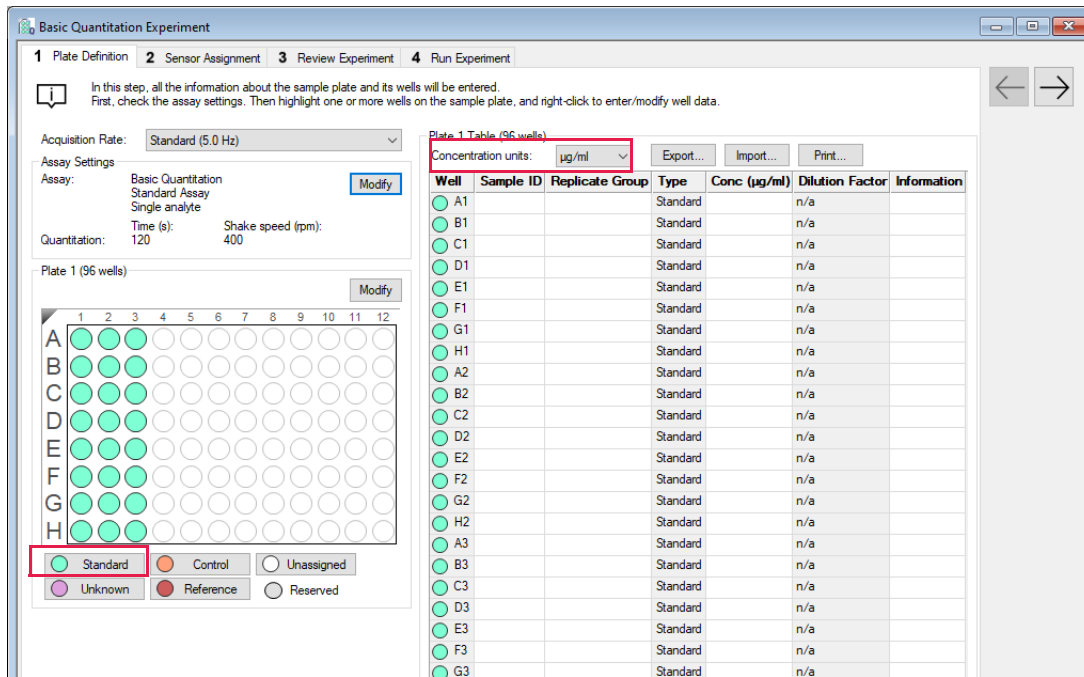 Basic Quantitation Experiment
1 Plate Definition 2 Sensor Assignment 3 Review Experiment 4 Run Experiment
In this step, all the information about the sample plate and its wells will be entered.
First, check the assay settings. Then highlight one or more wells on the sample plate, and right-click to enter/modify well data.
Acquisition Rate: Standard (5.0 Hz)
Assay Settings
Assay: Basic Quantitation
Standard Assay
Single analyte
Modify
Time (s): Shake speed (rpm):
Quantitation: 120 400
Plate 1 (96 wells)
Modify
1 2 3 4 5 6 7 8 9 10 11 12
A
B
C
D
E
F
G
H
Standard Control Unassigned
Unknown Reference Reserved
Plate 1 Table (96 wells)
Concentration units: µg/ml Export... Import... Print...
Well Sample ID Replicate Group Type Conc (µg/ml) Dilution Factor Information
A1 Standard n/a
B1 Standard n/a
C1 Standard n/a
D1 Standard n/a
E1 Standard n/a
F1 Standard n/a
G1 Standard n/a
H1 Standard n/a
A2 Standard n/a
B2 Standard n/a
C2 Standard n/a
D2 Standard n/a
E2 Standard n/a
F2 Standard n/a
G2 Standard n/a
H2 Standard n/a
A3 Standard n/a
B3 Standard n/a
C3 Standard n/a
D3 Standard n/a
E3 Standard n/a
F3 Standard n/a
G3 Standard n/a